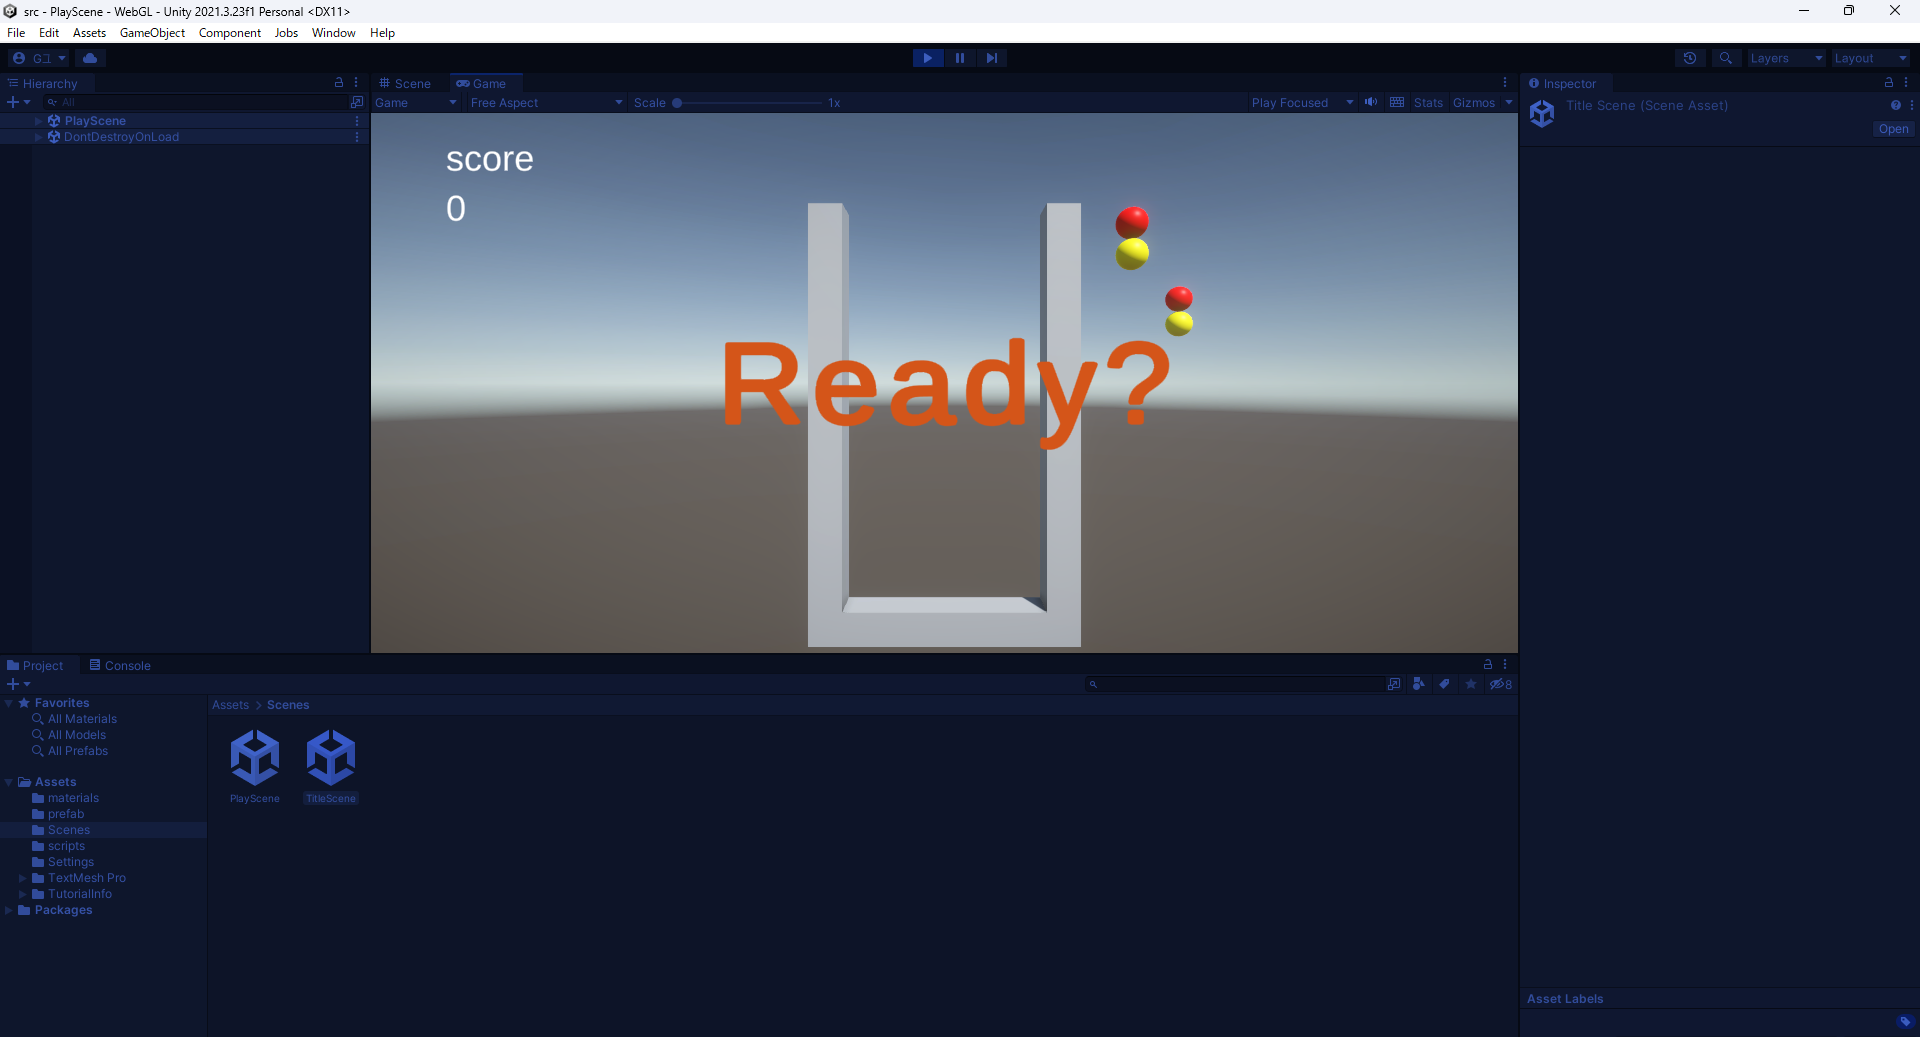 src - PlayScene - WebGL - Unity 2021.3.23f1 Personal <DX11>
File Edit Assets GameObject Component Jobs Window Help
Layers Layout
Hierarchy
All
PlayScene
DontDestroyOnLoad
Scene Game
Game Free Aspect Scale 1x Play Focused Stats Gizmos
score
0
Ready?
Inspector
Title Scene (Scene Asset)
Open
Project Console
8
Favorites
All Materials
All Models
All Prefabs
Assets
materials
prefab
Scenes
scripts
Settings
TextMesh Pro
TutorialInfo
Packages
Assets > Scenes
PlayScene TitleScene
Asset Labels